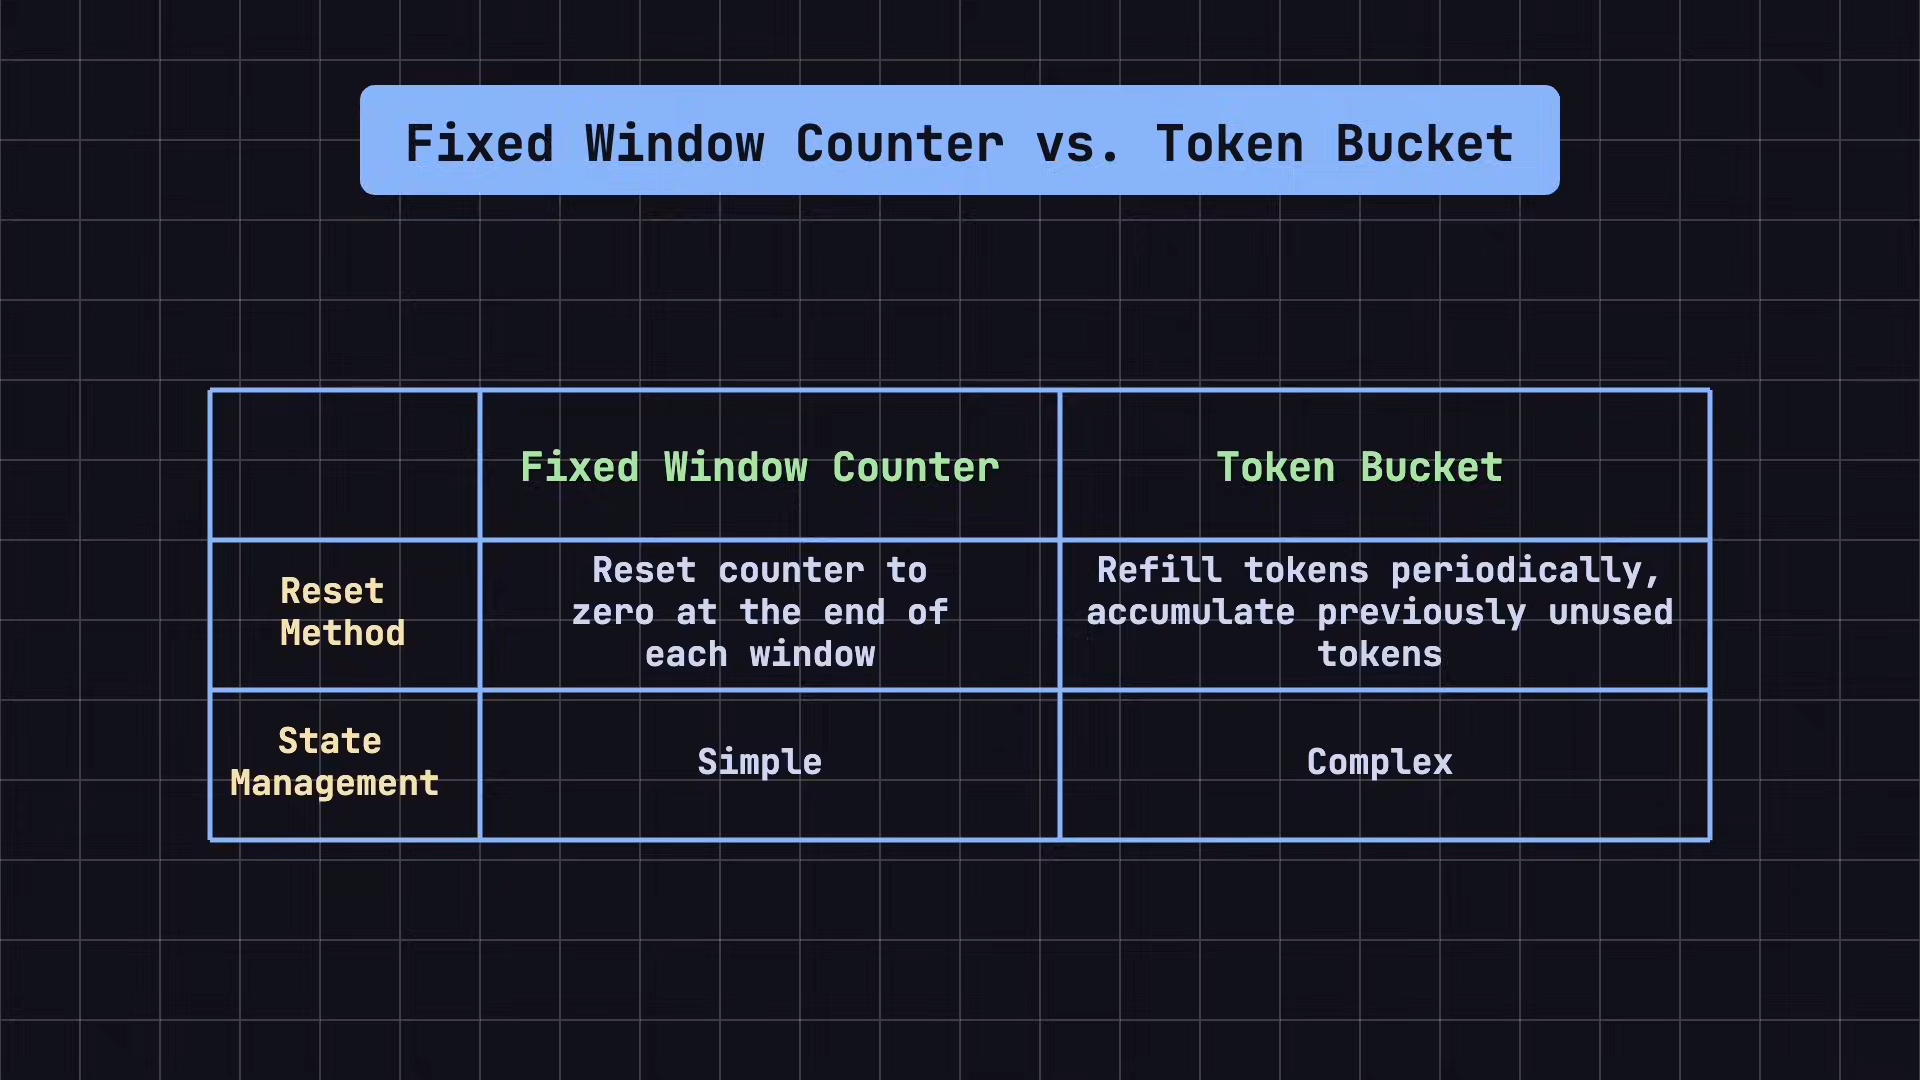 Fixed Window Counter vs. Token Bucket
Fixed Window Counter
Token Bucket
Reset
Method
Reset counter to
zero at the end of
each window
Refill tokens periodically,
accumulate previously unused
tokens
State
Management
Simple
Complex